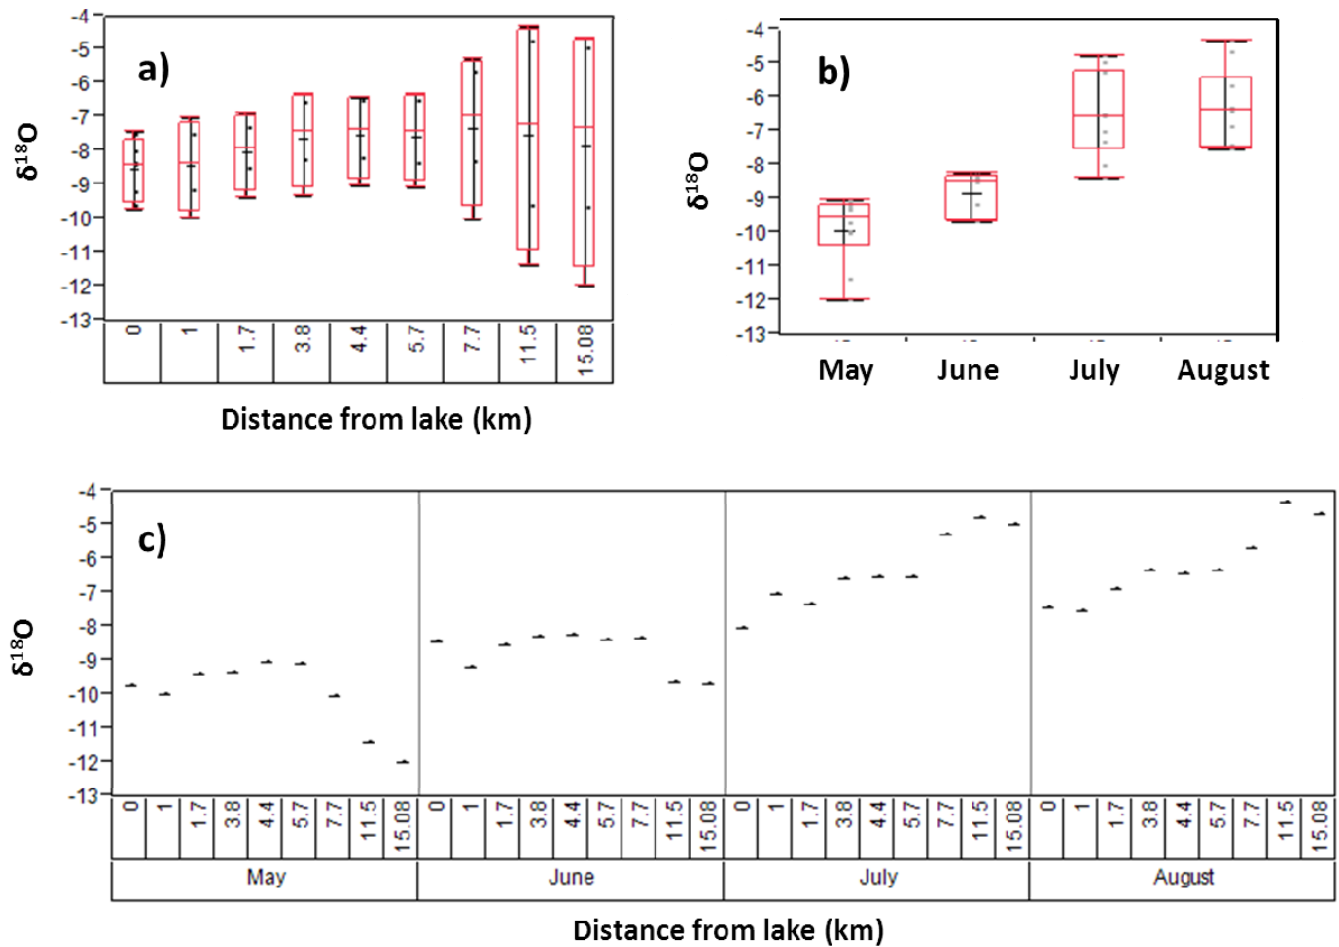 a)
δ18O
-4
-5
-6
-7
-8
-9
-10
-11
-12
-13
0 1 1.7 3.8 4.4 5.7 7.7 11.5 15.08
Distance from lake (km)
b)
δ18O
-4
-5
-6
-7
-8
-9
-10
-11
-12
-13
May June July August
c)
δ18O
-4
-5
-6
-7
-8
-9
-10
-11
-12
-13
0 1 1.7 3.8 4.4 5.7 7.7 11.5 15.08 0 1 1.7 3.8 4.4 5.7 7.7 11.5 15.08 0 1 1.7 3.8 4.4 5.7 7.7 11.5 15.08 0 1 1.7 3.8 4.4 5.7 7.7 11.5 15.08
May June July August
Distance from lake (km)